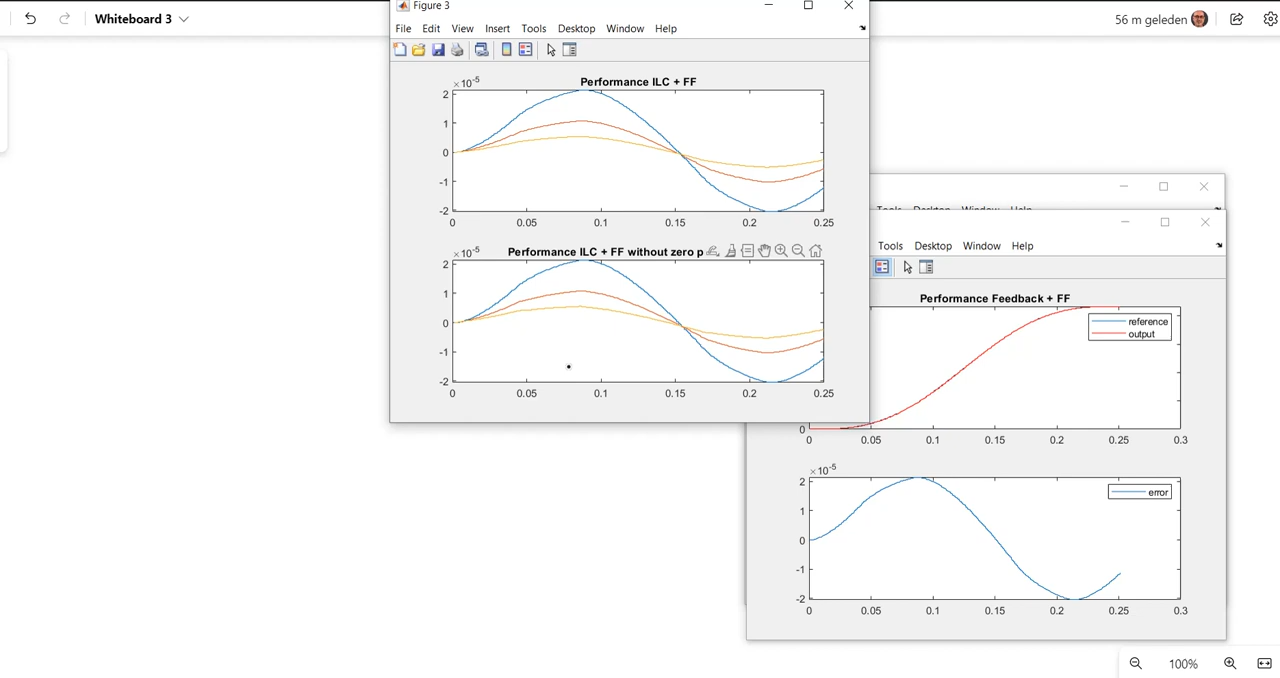 Whiteboard 3
56 m geleden
Figure 3
File Edit View Insert Tools Desktop Window Help
Performance ILC + FF
×10-5
2
1
0
-1
-2
0 0.05 0.1 0.15 0.2 0.25
Performance ILC + FF without zero p
×10-5
2
1
0
-1
-2
0 0.05 0.1 0.15 0.2 0.25
Tools Desktop Window Help
Tools Desktop Window Help
Performance Feedback + FF
reference
output
0
0 0.05 0.1 0.15 0.2 0.25 0.3
×10-5
error
2
1
0
-1
-2
0 0.05 0.1 0.15 0.2 0.25 0.3
100%